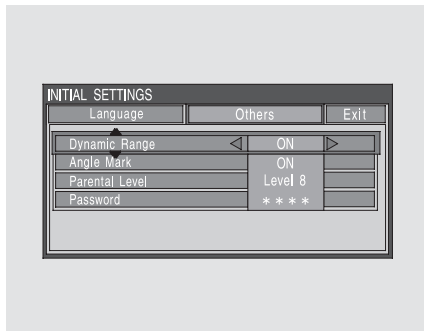 INITIAL SETTINGS
Language Others Exit
Dynamic Range ON
Angle Mark ON
Parental Level Level 8
Password ****